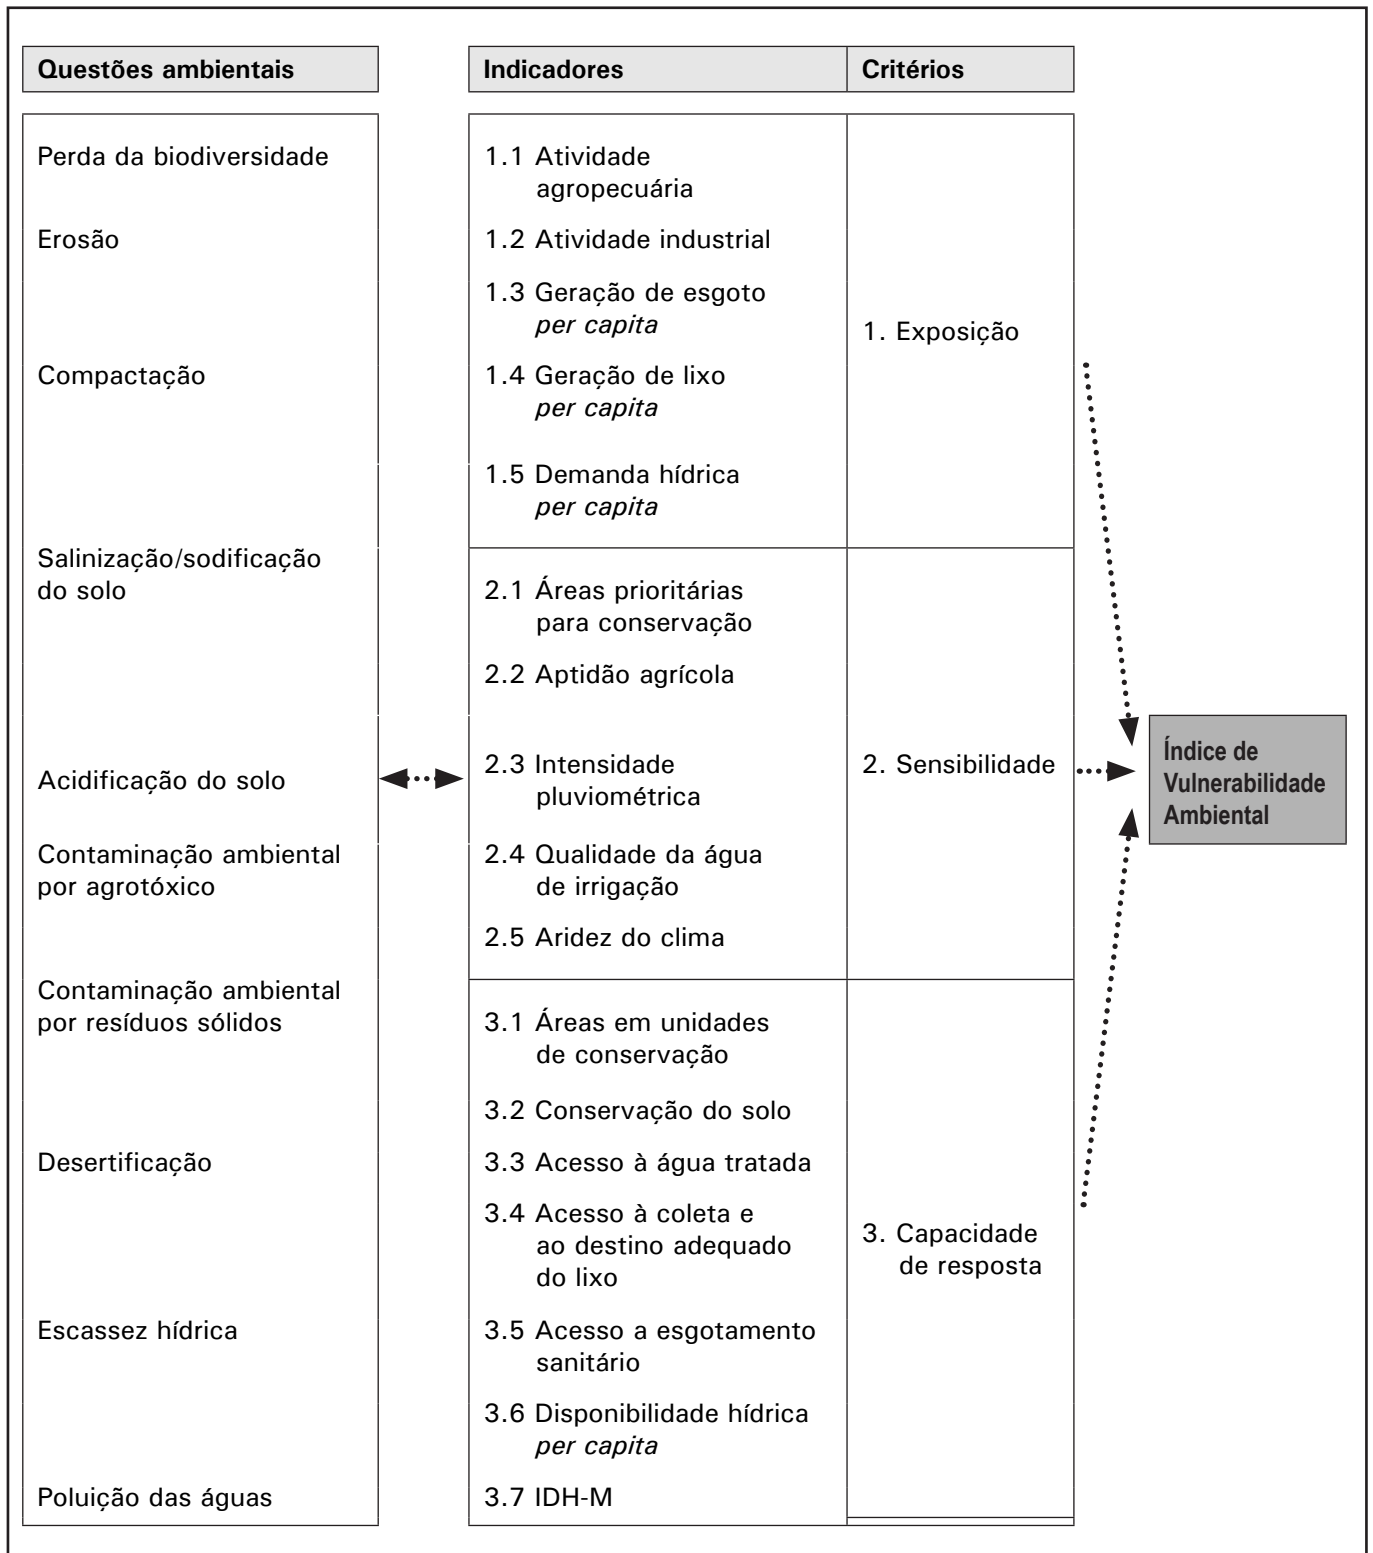 Questões ambientais
Perda da biodiversidade
Erosão
Compactação
Salinização/sodificação
do solo
Acidificação do solo
Contaminação ambiental
por agrotóxico
Contaminação ambiental
por resíduos sólidos
Desertificação
Escassez hídrica
Poluição das águas
Indicadores
1.1 Atividade
agropecuária
1.2 Atividade industrial
1.3 Geração de esgoto
per capita
1.4 Geração de lixo
per capita
1.5 Demanda hídrica
per capita
2.1 Áreas prioritárias
para conservação
2.2 Aptidão agrícola
2.3 Intensidade
pluviométrica
2.4 Qualidade da água
de irrigação
2.5 Aridez do clima
3.1 Áreas em unidades
de conservação
3.2 Conservação do solo
3.3 Acesso à água tratada
3.4 Acesso à coleta e
ao destino adequado
do lixo
3.5 Acesso a esgotamento
sanitário
3.6 Disponibilidade hídrica
per capita
3.7 IDH-M
Critérios
1. Exposição
2. Sensibilidade
3. Capacidade
de resposta
Índice de
Vulnerabilidade
Ambiental